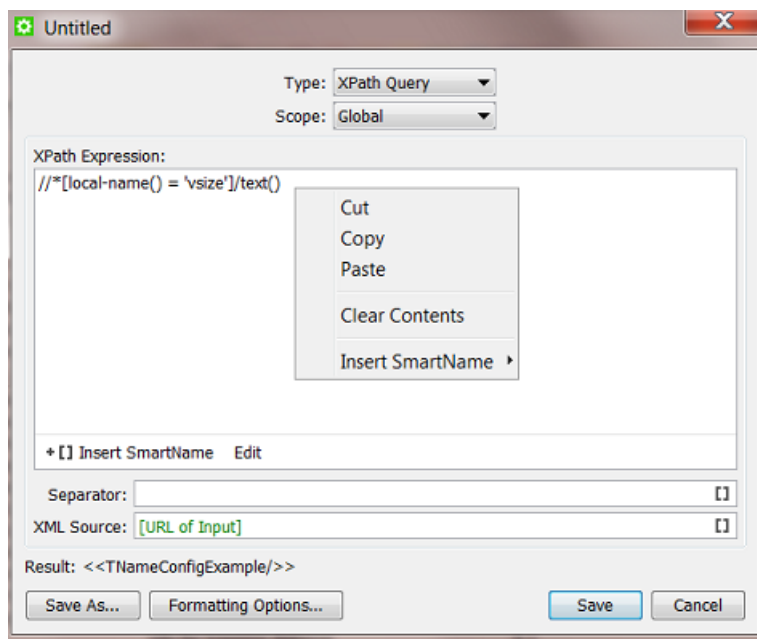 Untitled
Type: XPath Query
Scope: Global
XPath Expression:
//*[local-name() = 'vsize']/text()
Cut
Copy
Paste
Clear Contents
Insert SmartName
+[] Insert SmartName Edit
Separator: []
XML Source: [URL of Input] []
Result: <<TNameConfigExample/>>
Save As... Formatting Options... Save Cancel